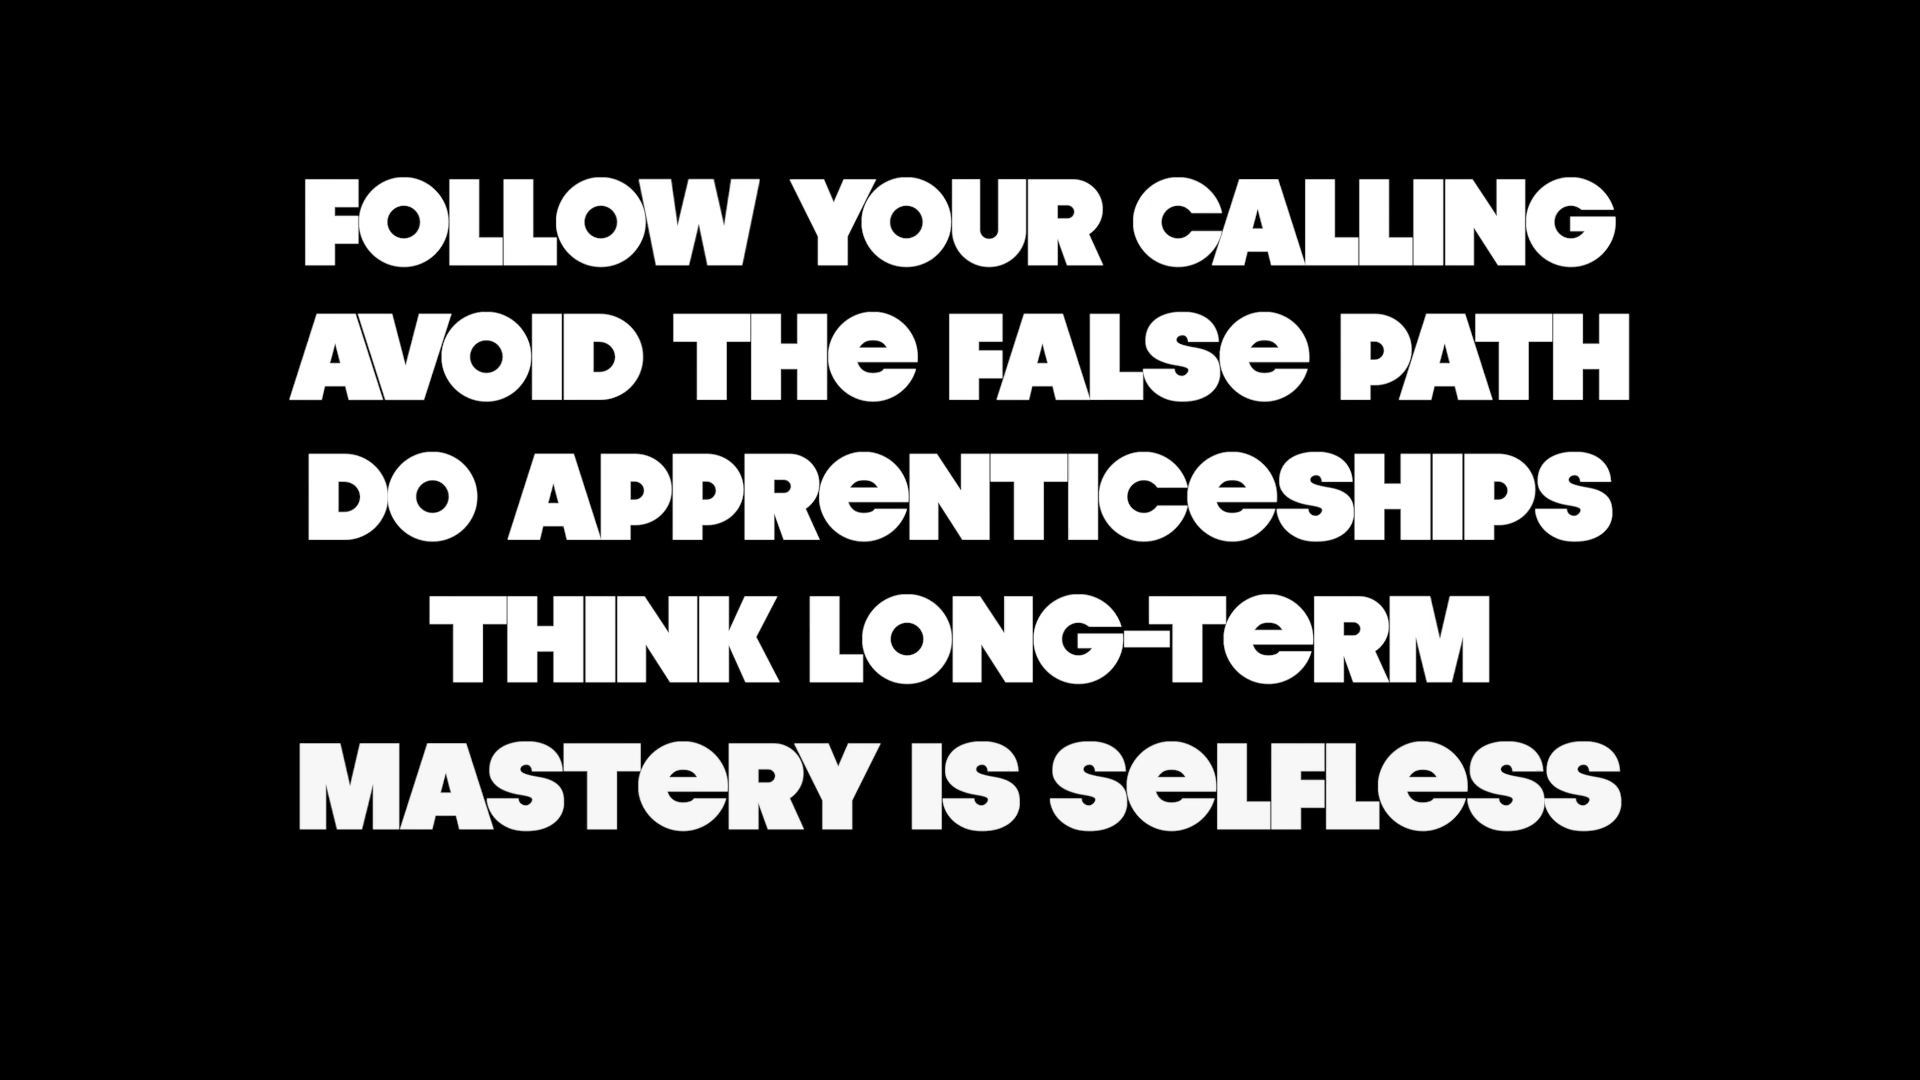 FOLLOW YOUR CALLING
AVOID THe FALSe PATH
DO APPReNTICeSHIPS
THINK LONG-TeRM
MASTeRY IS SeLFLeSS